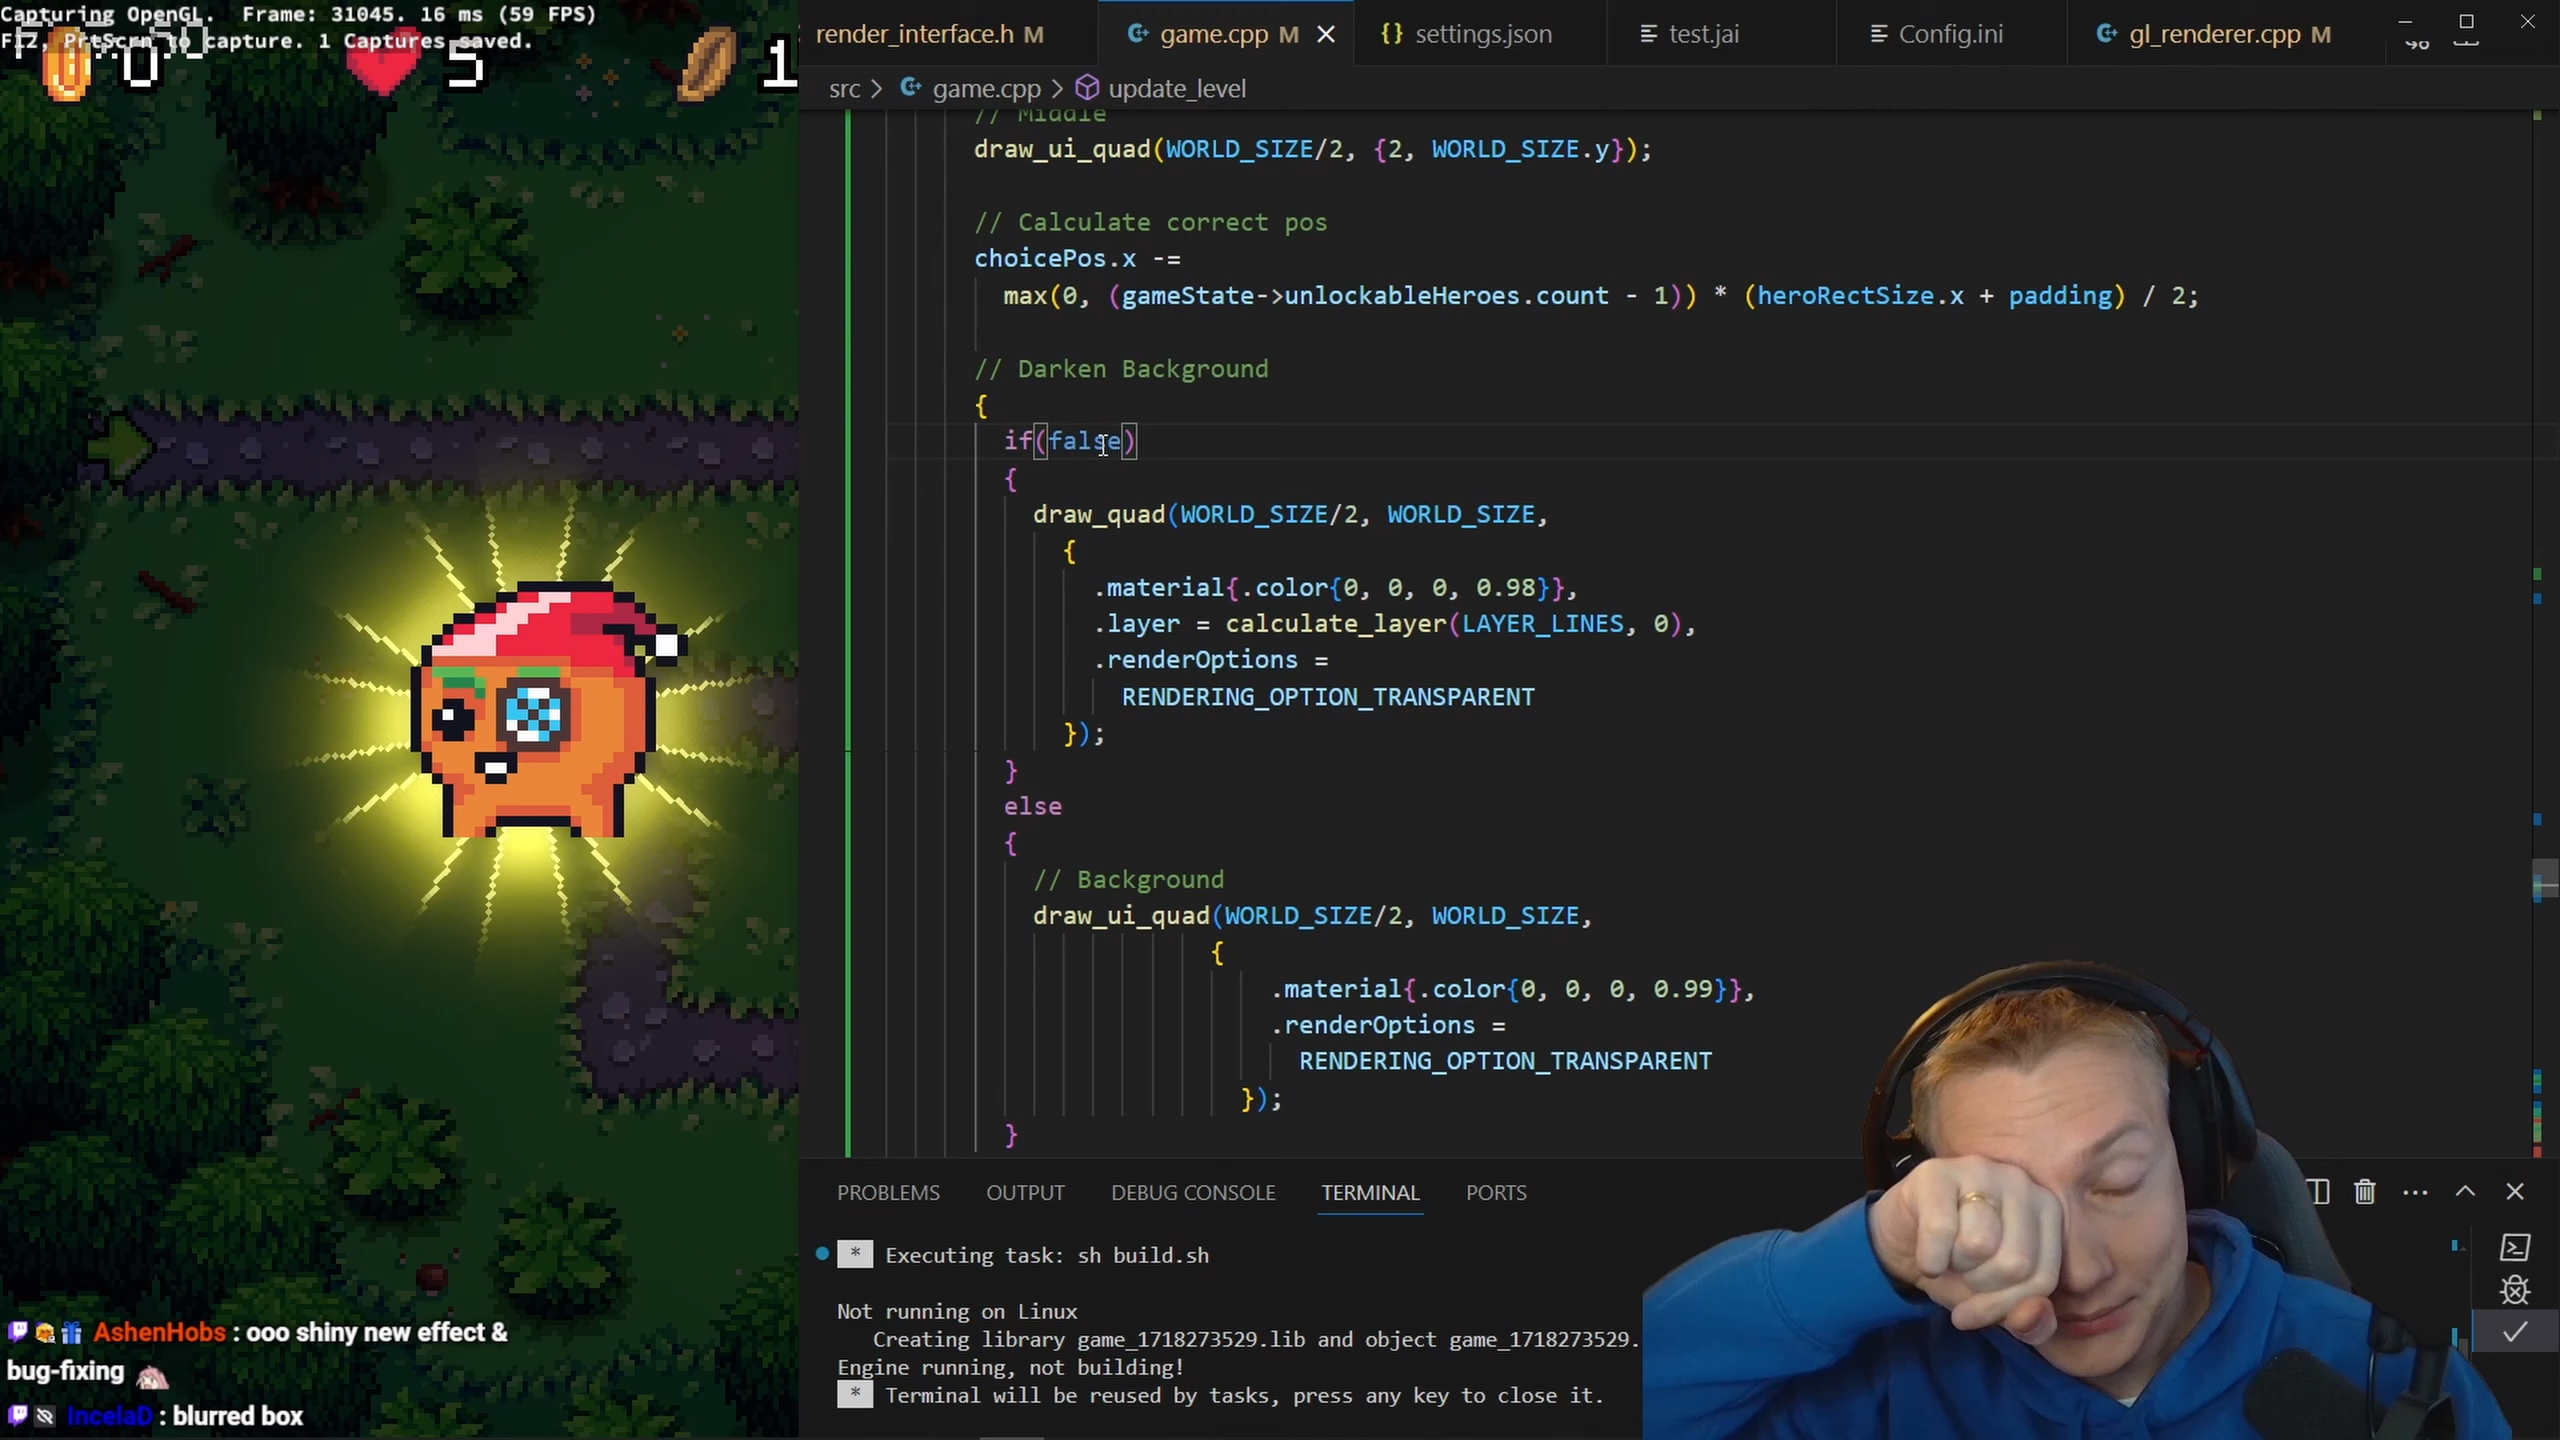 Capturing OpenGL. Frame: 31045. 16 ms (59 FPS)
F12, PrtScrn to capture. 1 Captures saved.
0
5
1
render_interface.h M
game.cpp M
{} settings.json
test.jai
Config.ini
gl_renderer.cpp M
src > game.cpp > update_level
// Middle
draw_ui_quad(WORLD_SIZE/2, {2, WORLD_SIZE.y});
// Calculate correct pos
choicePos.x -=
max(0, (gameState->unlockableHeroes.count - 1)) * (heroRectSize.x + padding) / 2;
// Darken Background
{
if(false)
{
draw_quad(WORLD_SIZE/2, WORLD_SIZE,
{
.material{.color{0, 0, 0, 0.98}},
.layer = calculate_layer(LAYER_LINES, 0),
.renderOptions =
RENDERING_OPTION_TRANSPARENT
});
}
else
{
// Background
draw_ui_quad(WORLD_SIZE/2, WORLD_SIZE,
{
.material{.color{0, 0, 0, 0.99}},
.renderOptions =
RENDERING_OPTION_TRANSPARENT
});
}
PROBLEMS
OUTPUT
DEBUG CONSOLE
TERMINAL
PORTS
* Executing task: sh build.sh
Not running on Linux
Creating library game_1718273529.lib and object game_1718273529.
Engine running, not building!
* Terminal will be reused by tasks, press any key to close it.
AshenHobs : ooo shiny new effect &
bug-fixing
IncelaD : blurred box